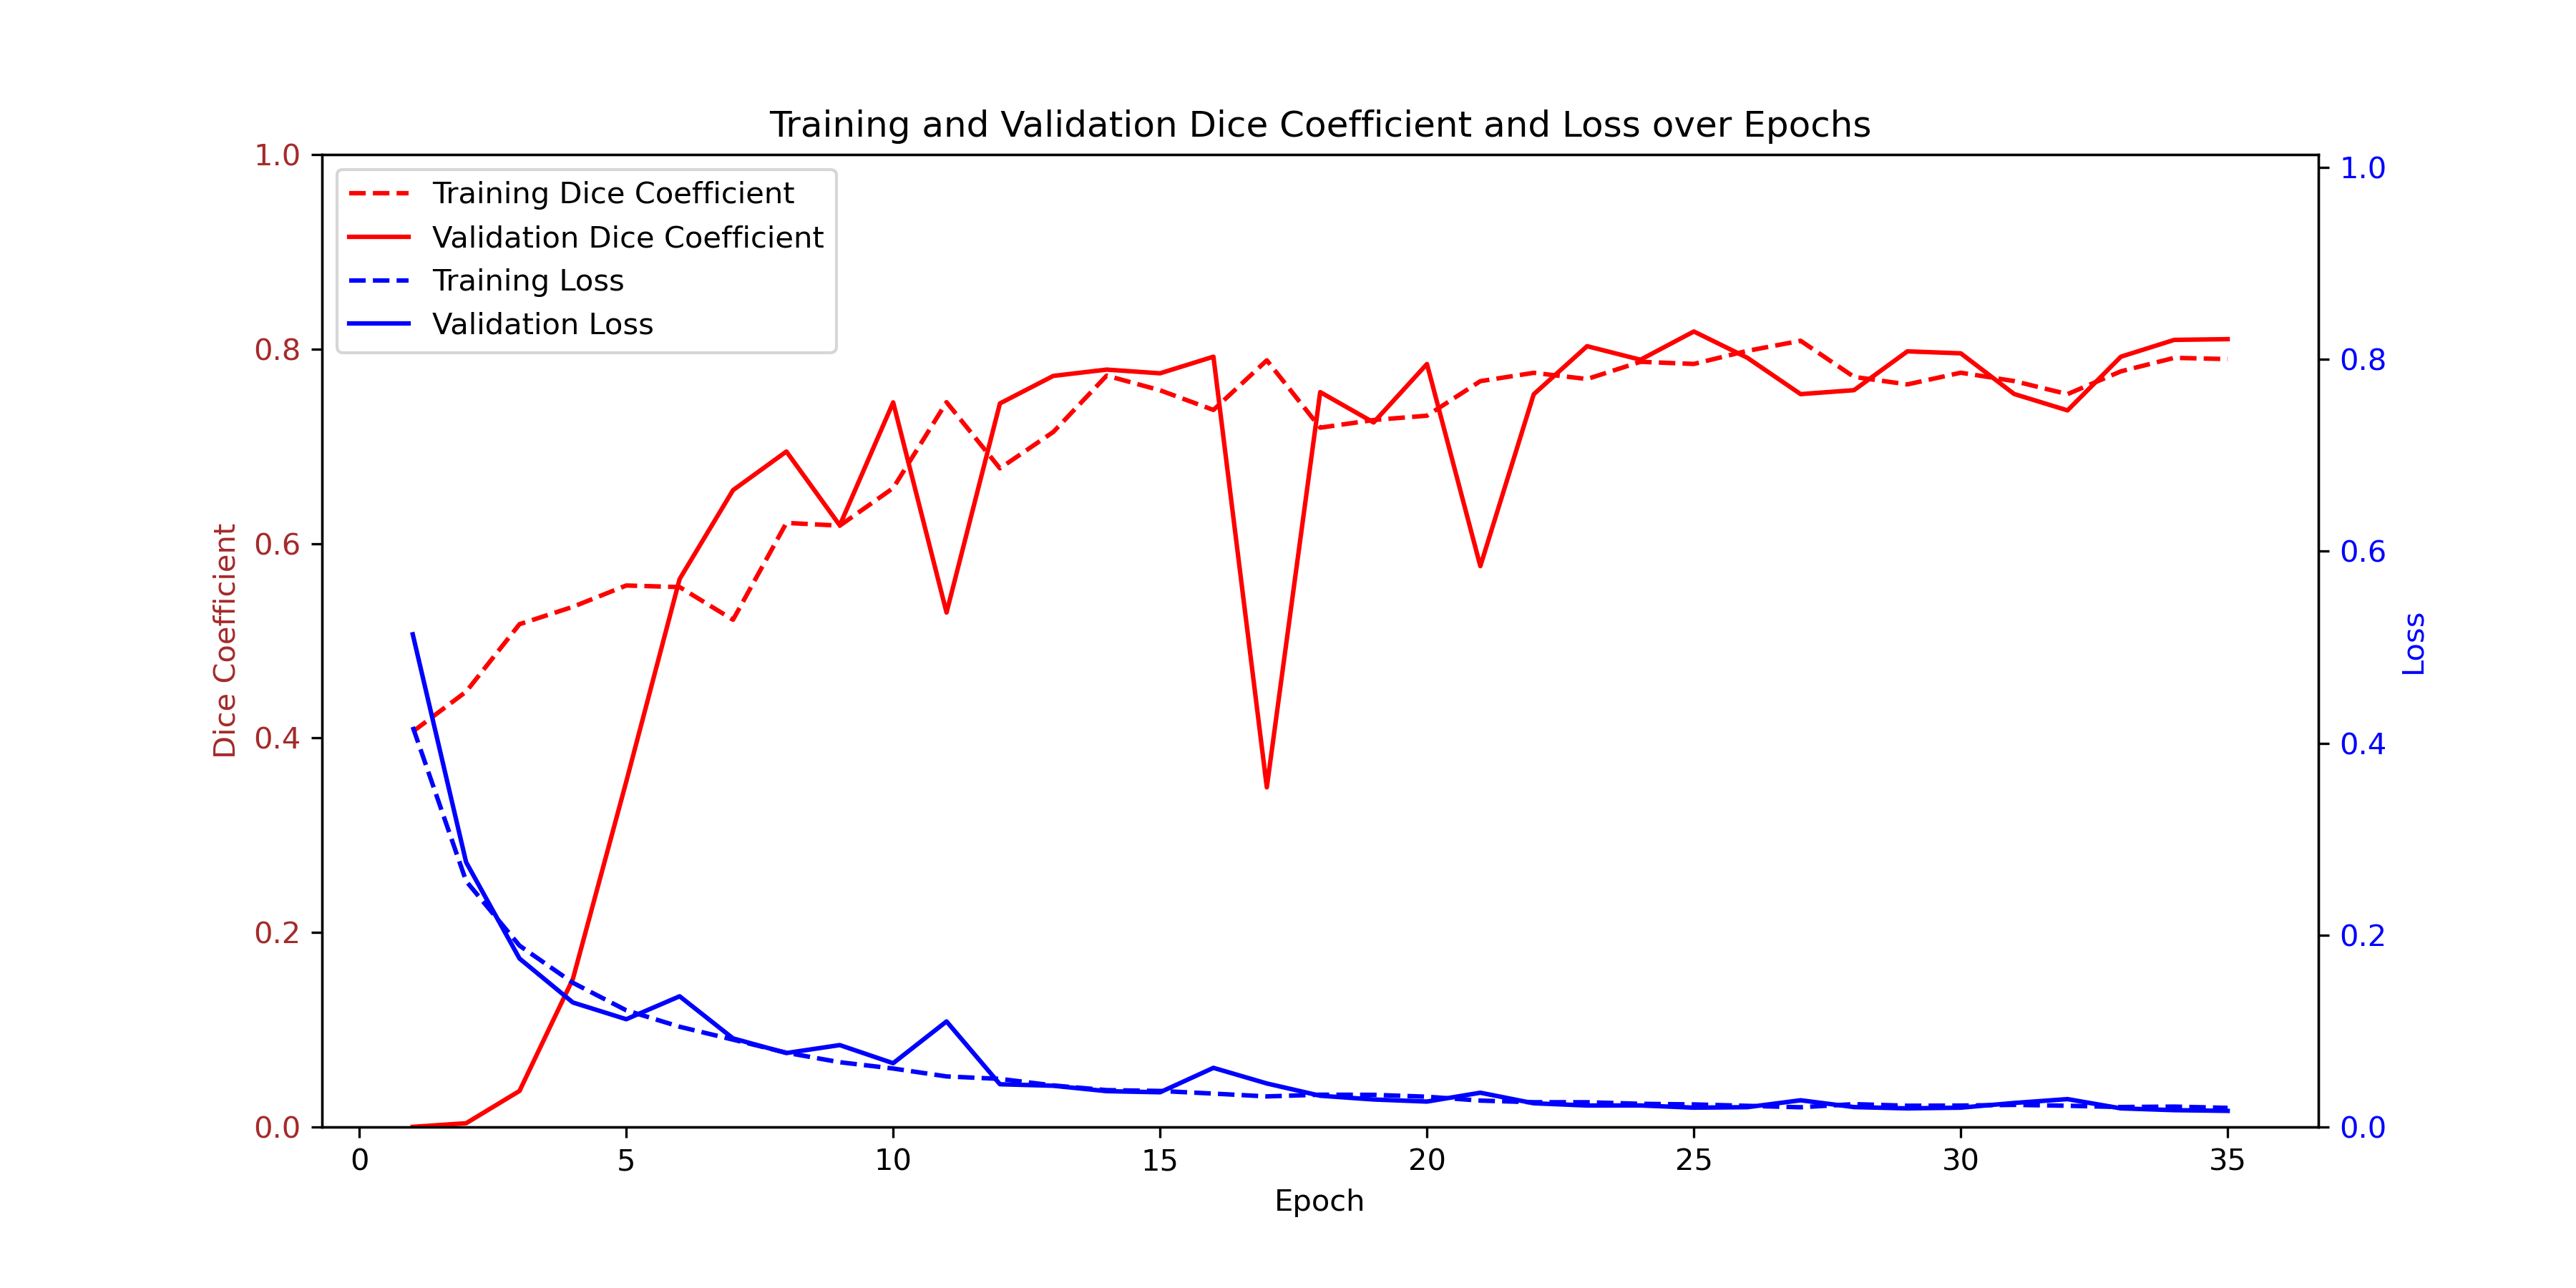 Training and Validation Dice Coefficient and Loss over Epochs
Training Dice Coefficient
Validation Dice Coefficient
Training Loss
Validation Loss
Dice Coefficient
1.0
0.8
0.6
0.4
0.2
0.0
1.0
0.8
0.6
0.4
0.2
0.0
Loss
0 5 10 15 20 25 30 35
Epoch